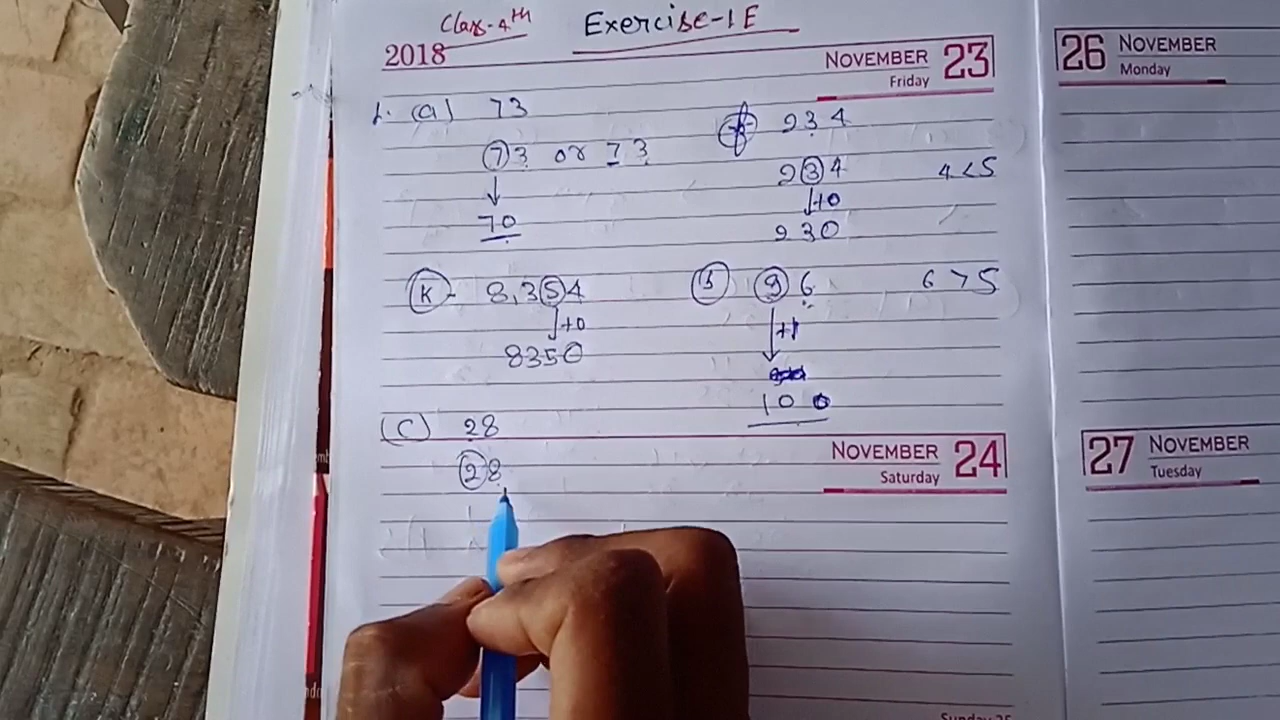 Class-4th Exercise-1E
2018
NOVEMBER 23
Friday
1. (a) 73
73 or 73
70
234
234 4<5
+0
230
(K)- 8,354
+0
8350
96 6>5
+1
100
(C) 28
28
NOVEMBER 24
Saturday
26 NOVEMBER
Monday
27 NOVEMBER
Tuesday